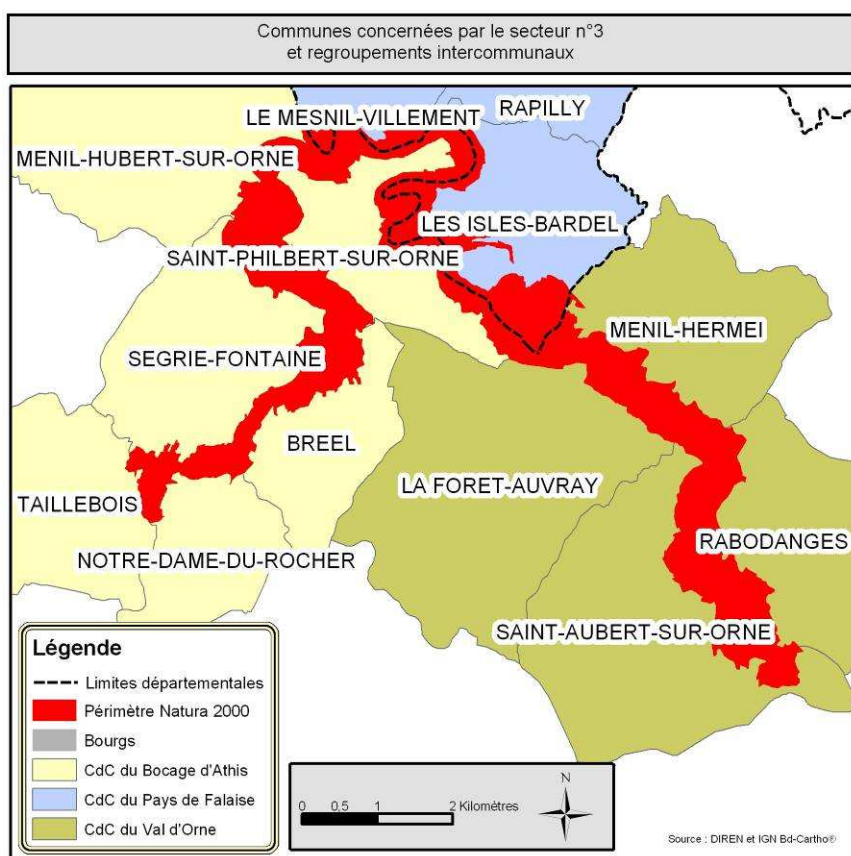 Communes concernées par le secteur n°3
et regroupements intercommunaux
RAPILLY
LE MESNIL-VILLEMENT
MENIL-HUBERT-SUR-ORNE
LES ISLES-BARDEL
SAINT-PHILBERT-SUR-ORNE
MENIL-HERMEI
SEGRIE-FONTAINE
BREEL
LA FORET-AUVRAY
TAILLEBOIS
RABODANGES
NOTRE-DAME-DU-ROCHER
SAINT-AUBERT-SUR-ORNE
Légende
Limites départementales
Périmètre Natura 2000
Bourgs
CdC du Bocage d'Athis
CdC du Pays de Falaise
CdC du Val d'Orne
N
0 0,5 1 2 Kilomètres
Source : DIREN et IGN Bd-Cartho®